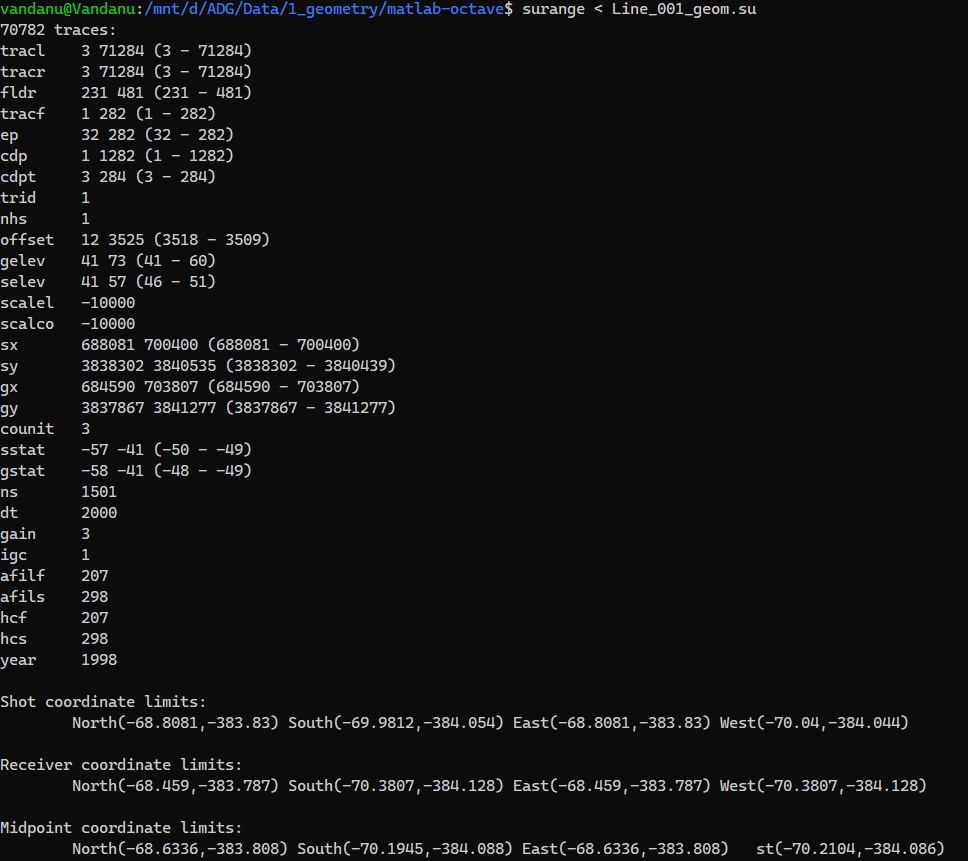 vandanu@Vandanu:/mnt/d/ADG/Data/1_geometry/matlab-octave$ surange < Line_001_geom.su
70782 traces:
tracl    3 71284 (3 - 71284)
tracr    3 71284 (3 - 71284)
fldr     231 481 (231 - 481)
tracf    1 282 (1 - 282)
ep       32 282 (32 - 282)
cdp      1 1282 (1 - 1282)
cdpt     3 284 (3 - 284)
trid     1
nhs      1
offset   12 3525 (3518 - 3509)
gelev    41 73 (41 - 60)
selev    41 57 (46 - 51)
scalel   -10000
scalco   -10000
sx       688081 700400 (688081 - 700400)
sy       3838302 3840535 (3838302 - 3840439)
gx       684590 703807 (684590 - 703807)
gy       3837867 3841277 (3837867 - 3841277)
counit   3
sstat    -57 -41 (-50 - -49)
gstat    -58 -41 (-48 - -49)
ns       1501
dt       2000
gain     3
igc      1
afilf    207
afils    298
hcf      207
hcs      298
year     1998
Shot coordinate limits:
        North(-68.8081,-383.83) South(-69.9812,-384.054) East(-68.8081,-383.83) West(-70.04,-384.044)
Receiver coordinate limits:
        North(-68.459,-383.787) South(-70.3807,-384.128) East(-68.459,-383.787) West(-70.3807,-384.128)
Midpoint coordinate limits:
        North(-68.6336,-383.808) South(-70.1945,-384.088) East(-68.6336,-383.808)   st(-70.2104,-384.086)